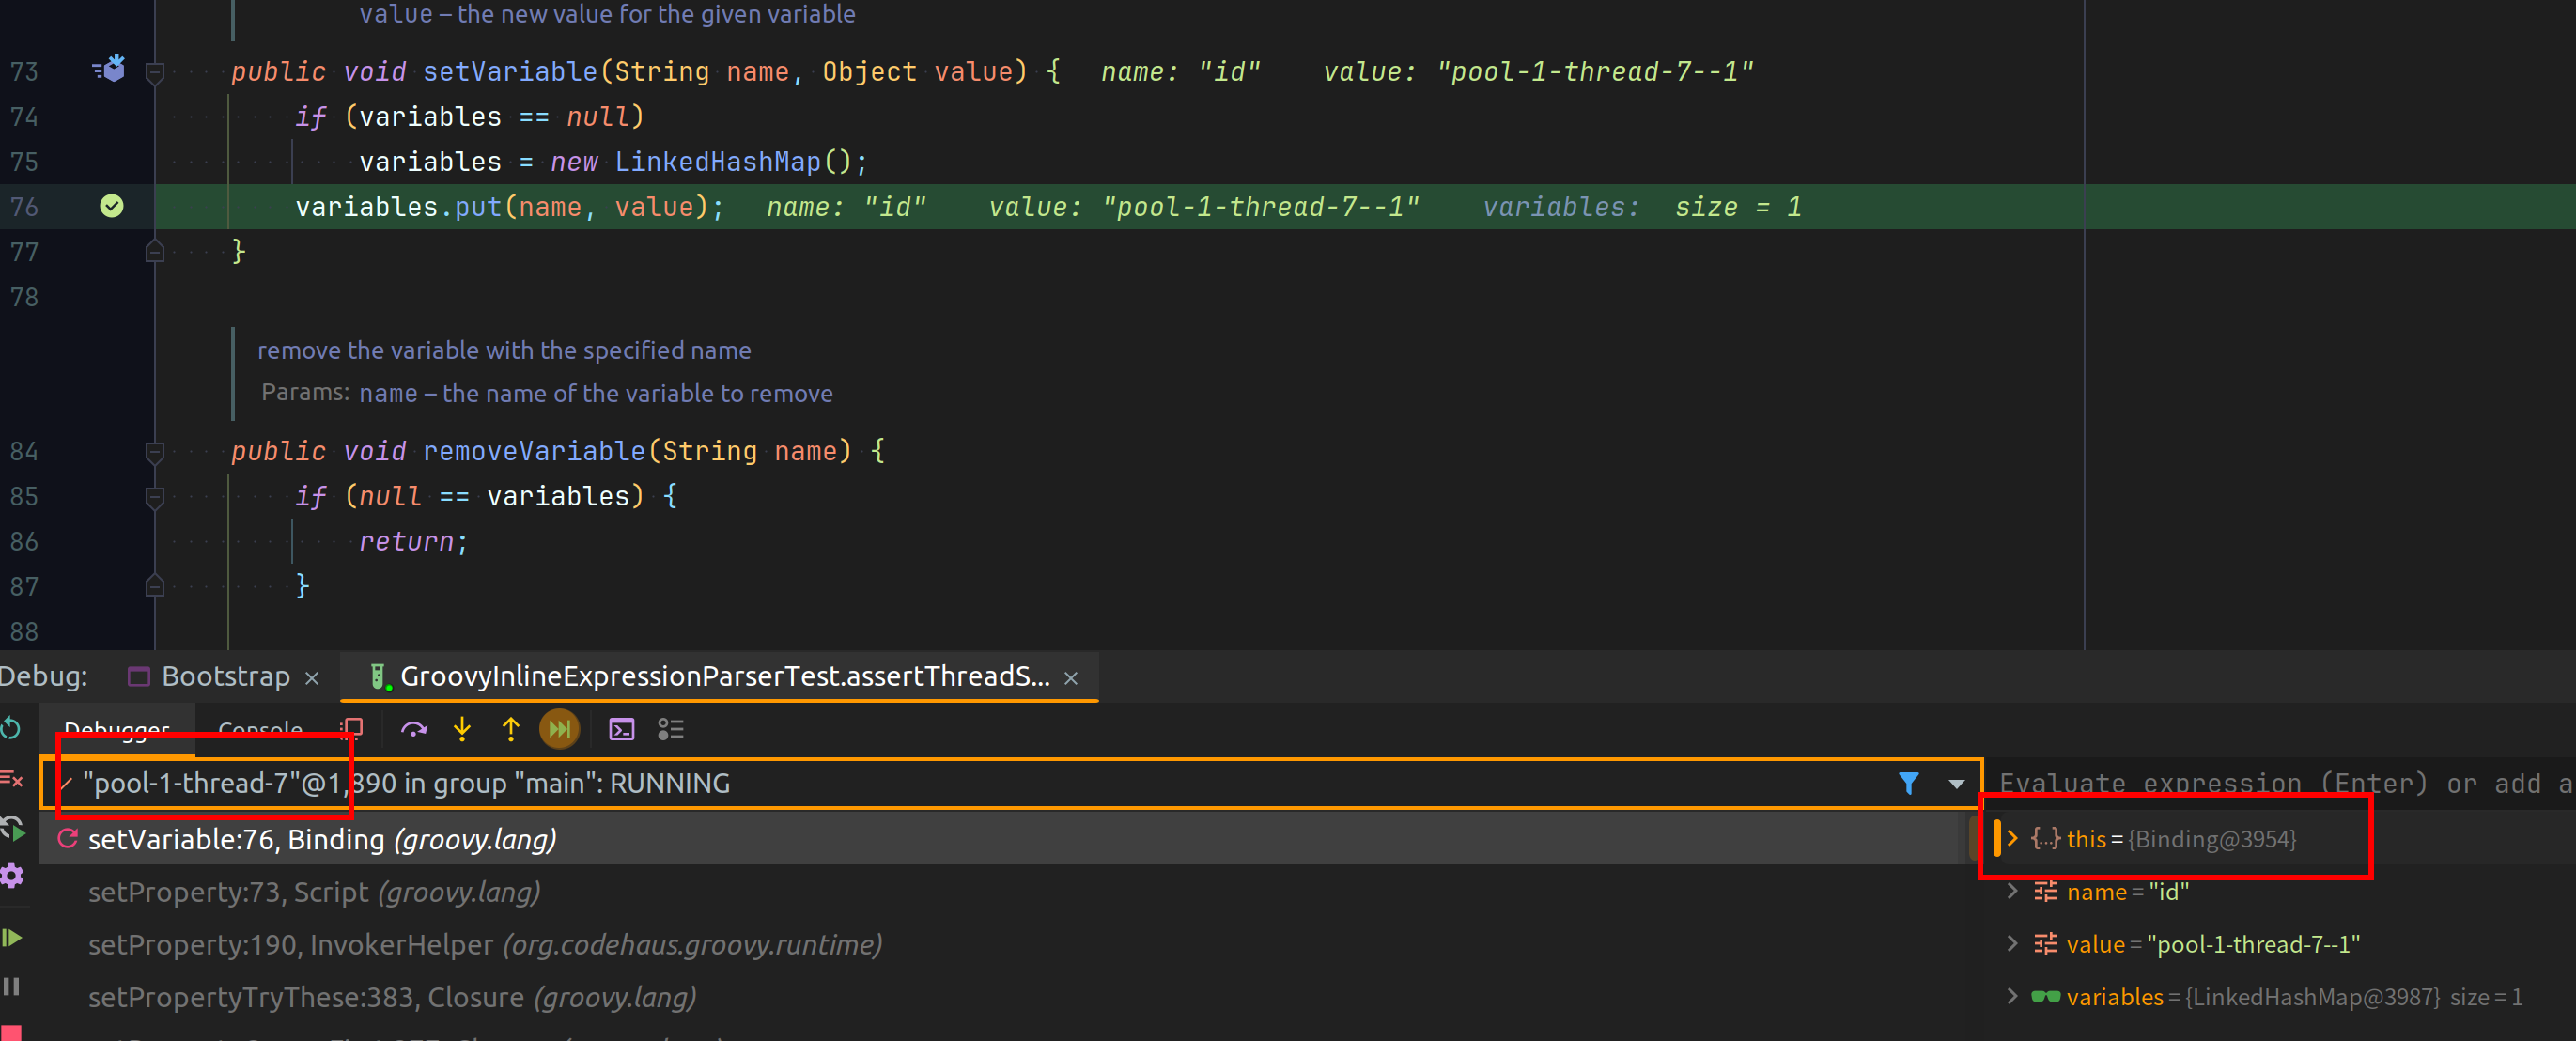 value – the new value for the given variable
73 public void setVariable(String name, Object value) { name: "id" value: "pool-1-thread-7--1"
74 if (variables == null)
75 variables = new LinkedHashMap();
76 variables.put(name, value); name: "id" value: "pool-1-thread-7--1" variables: size = 1
77 }
78
remove the variable with the specified name
Params: name – the name of the variable to remove
84 public void removeVariable(String name) {
85 if (null == variables) {
86 return;
87 }
88
Debug: Bootstrap × GroovyInlineExpressionParserTest.assertThreadS... ×
Debugger Console
"pool-1-thread-7"@1,890 in group "main": RUNNING
Evaluate expression (Enter) or add a
setVariable:76, Binding (groovy.lang)
this = {Binding@3954}
setProperty:73, Script (groovy.lang)
name = "id"
setProperty:190, InvokerHelper (org.codehaus.groovy.runtime)
value = "pool-1-thread-7--1"
setPropertyTryThese:383, Closure (groovy.lang)
variables = {LinkedHashMap@3987} size = 1